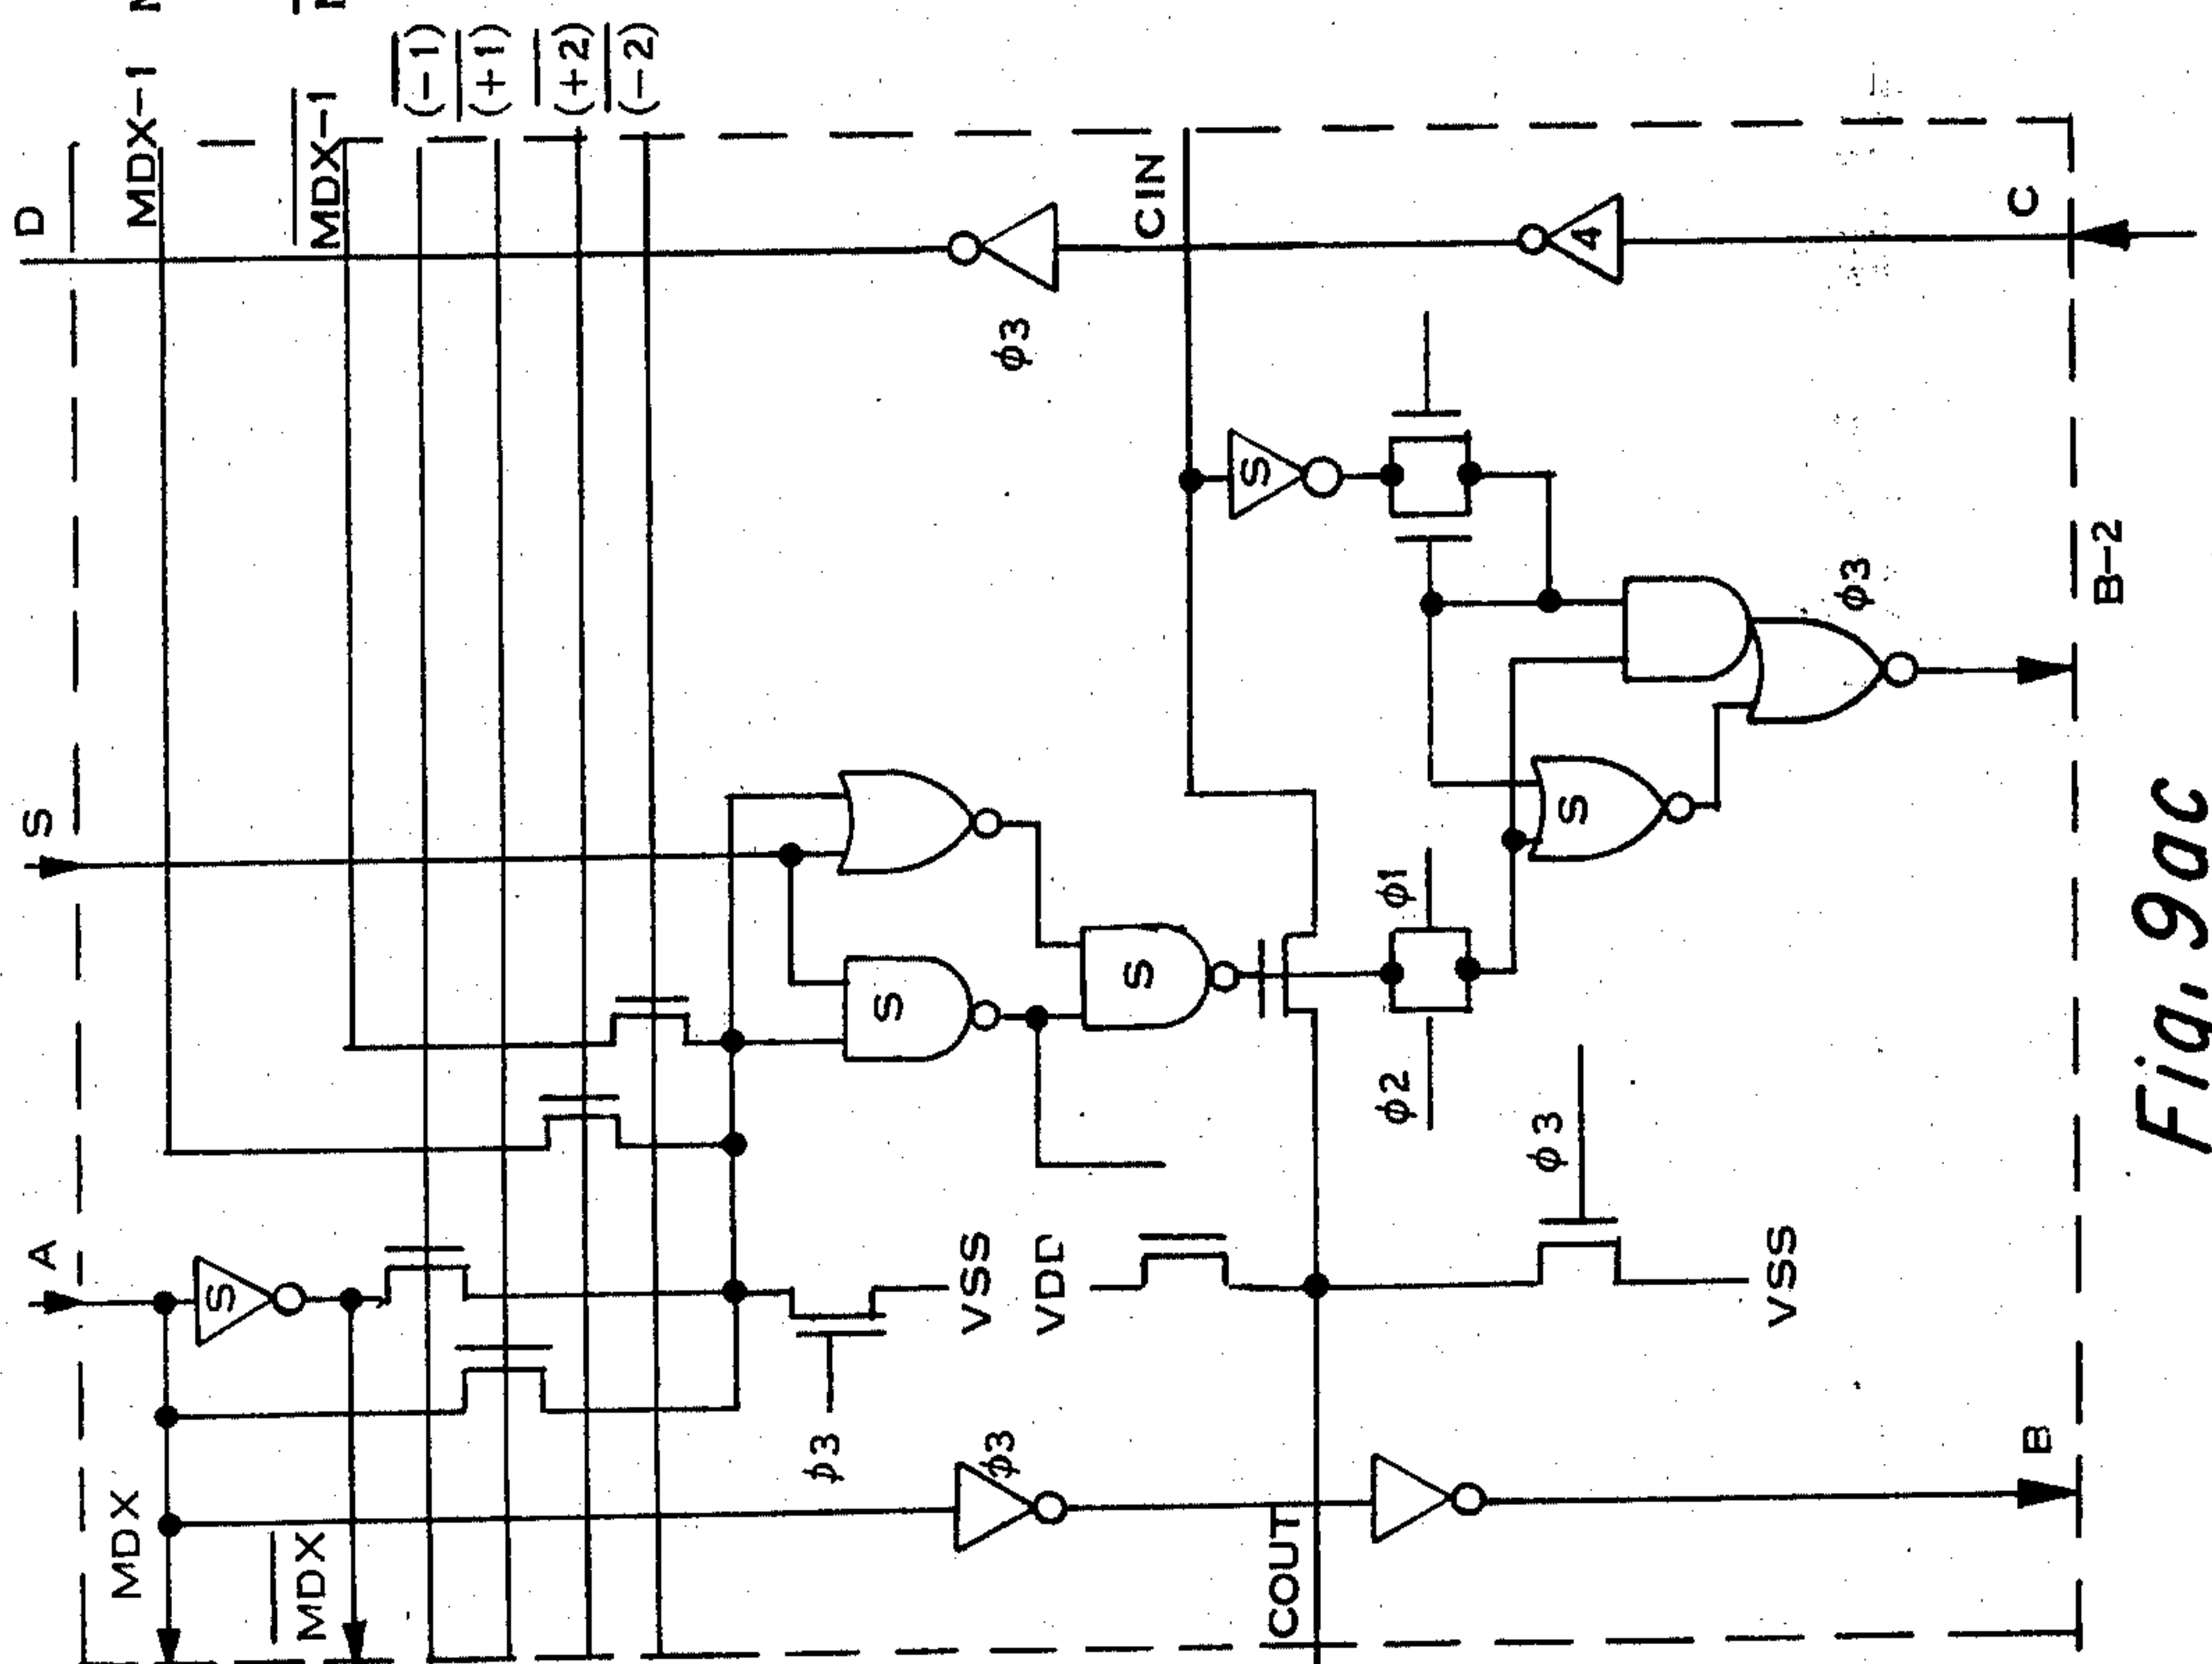 D
MDX-1
MDX-1
(-1)
(+1)
(+2)
(-2)
S
A
MDX
MDX
S
S
S
φ3
VSS
VDD
φ3
φ3
CIN
COUT
S
4
φ1
φ2
S
φ3
VSS
φ3
C
B-2
B
Fig. 9ac